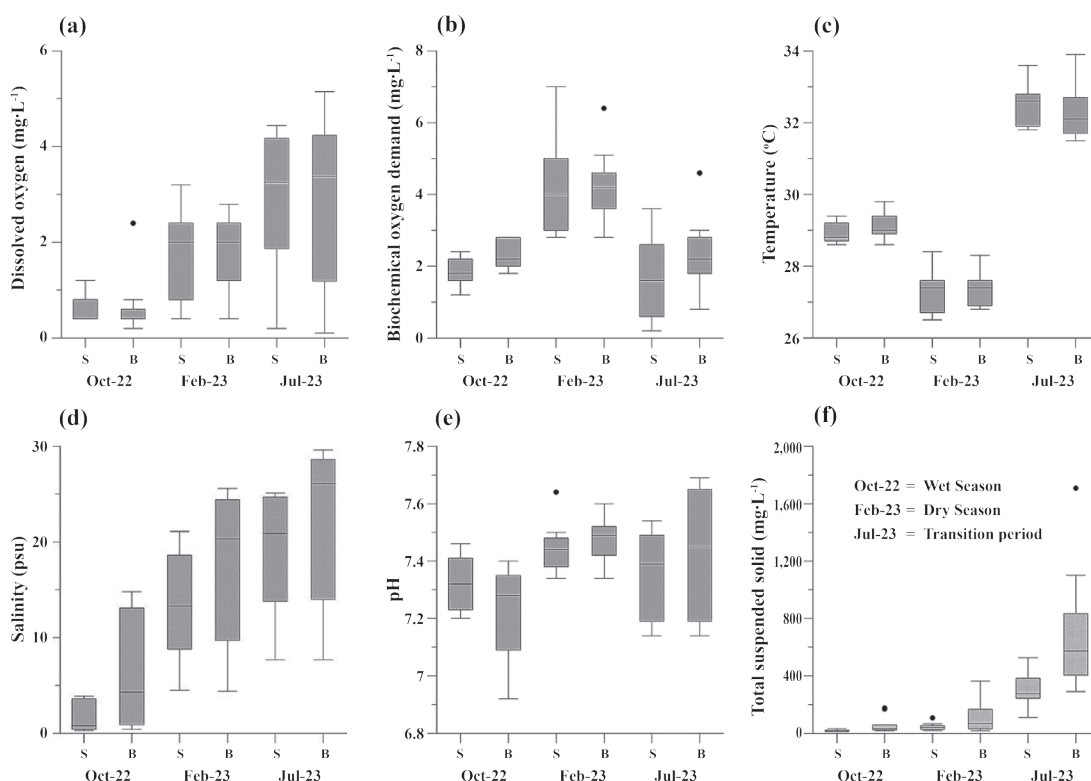 (a)
Dissolved oxygen (mg·L⁻¹)
6
4
2
0
S B S B S B
Oct-22 Feb-23 Jul-23
(b)
Biochemical oxygen demand (mg·L⁻¹)
8
6
4
2
0
S B S B S B
Oct-22 Feb-23 Jul-23
(c)
Temperature (°C)
34
32
30
28
26
S B S B S B
Oct-22 Feb-23 Jul-23
(d)
Salinity (psu)
30
20
10
0
S B S B S B
Oct-22 Feb-23 Jul-23
(e)
pH
7.8
7.6
7.4
7.2
7
6.8
S B S B S B
Oct-22 Feb-23 Jul-23
(f)
Total suspended solid (mg·L⁻¹)
2,000
1,600
1,200
800
400
0
Oct-22 = Wet Season
Feb-23 = Dry Season
Jul-23 = Transition period
S B S B S B
Oct-22 Feb-23 Jul-23